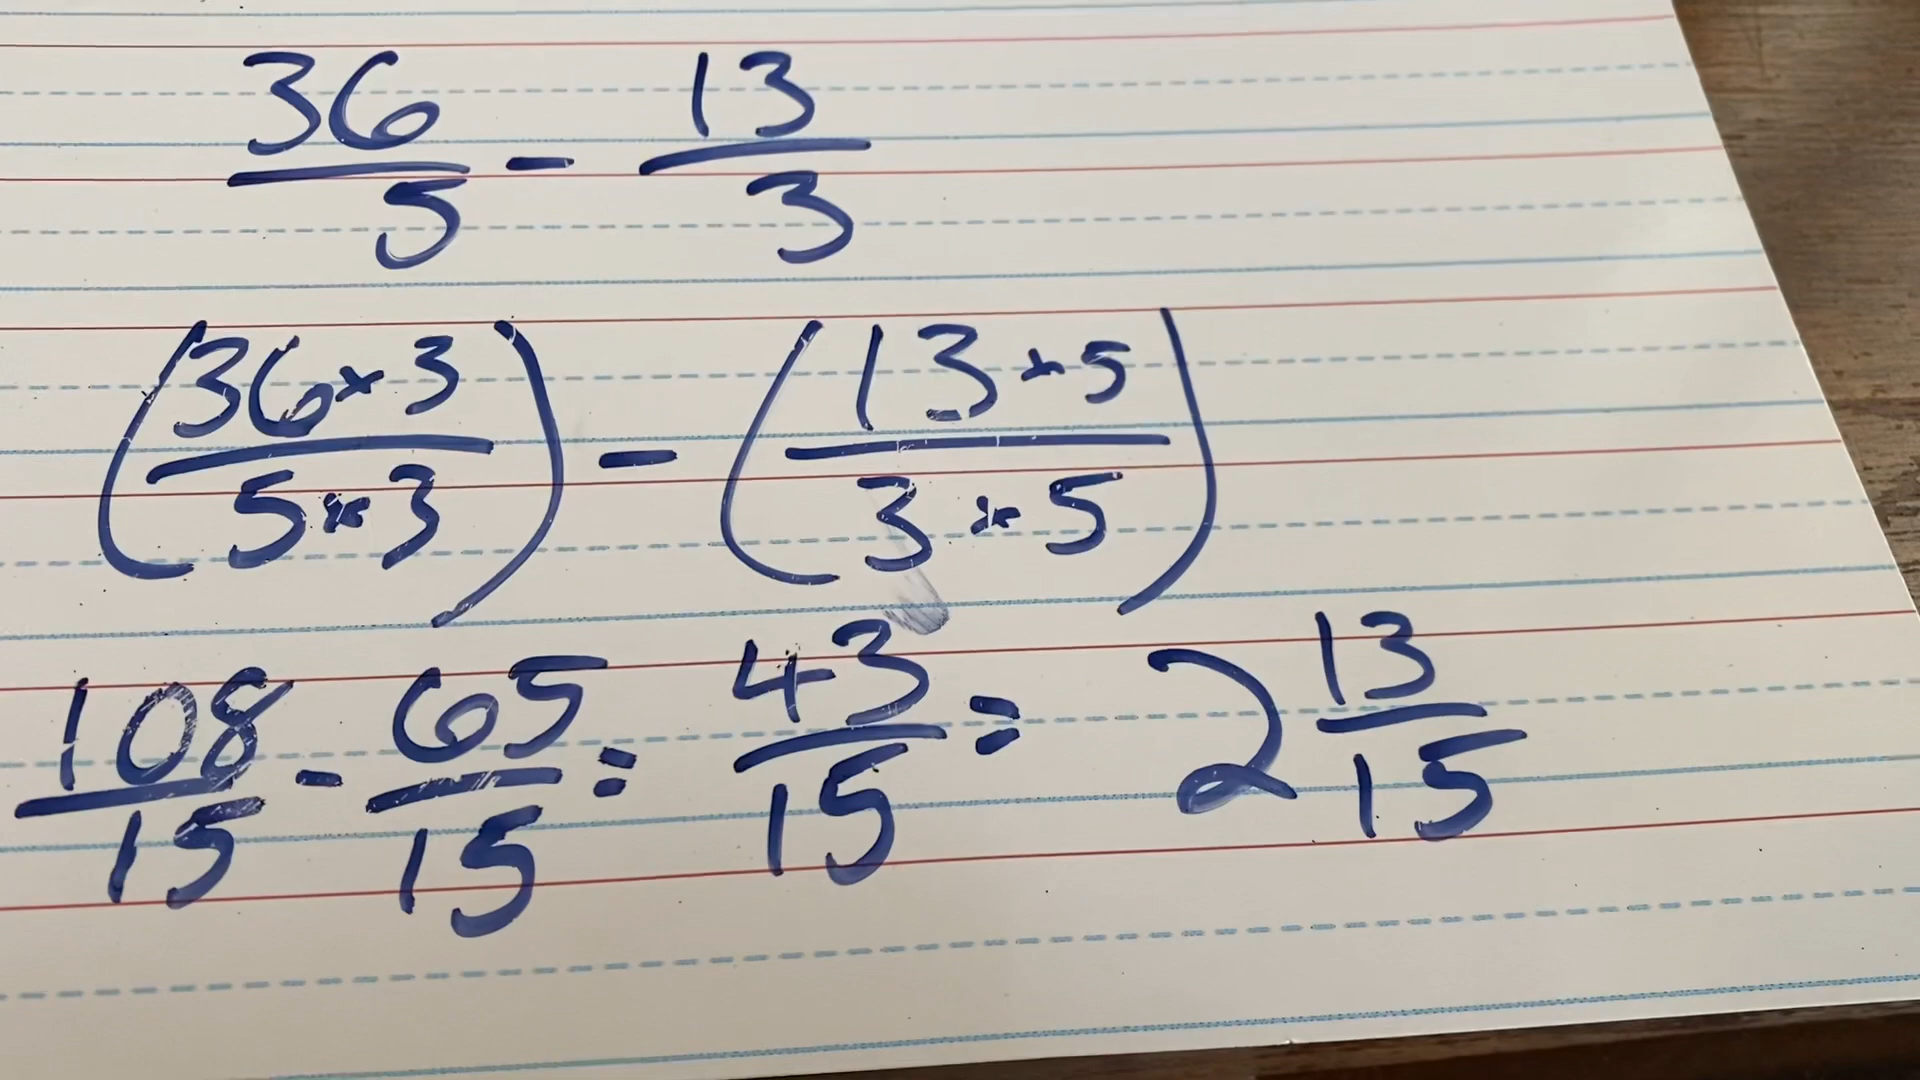 36/5 - 13/3
(36 × 3 / 5 × 3) - (13 × 5 / 3 × 5)
108/15 - 65/15 = 43/15 = 2 13/15